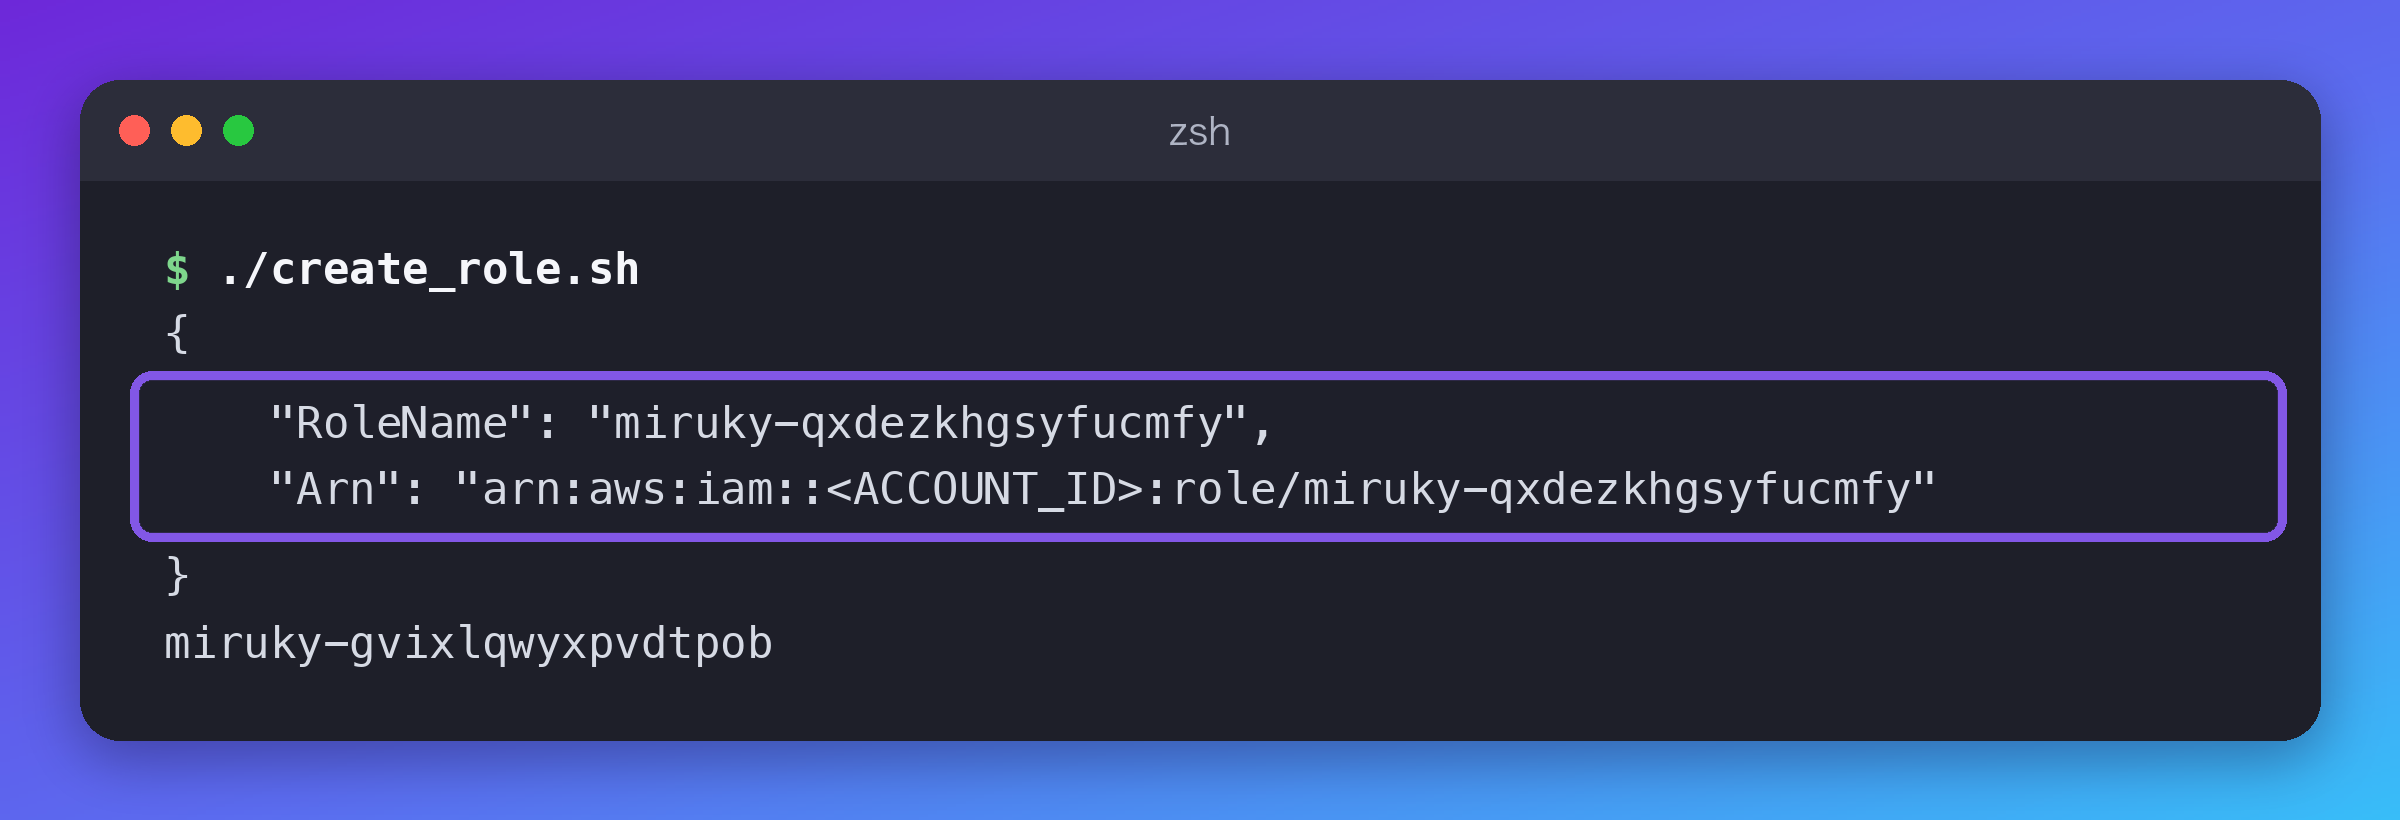 zsh
$ ./create_role.sh
{
    "RoleName": "miruky-qxdezkhgsyfucmfy",
    "Arn": "arn:aws:iam::<ACCOUNT_ID>:role/miruky-qxdezkhgsyfucmfy"
}
miruky-gvixlqwyxpvdtpob